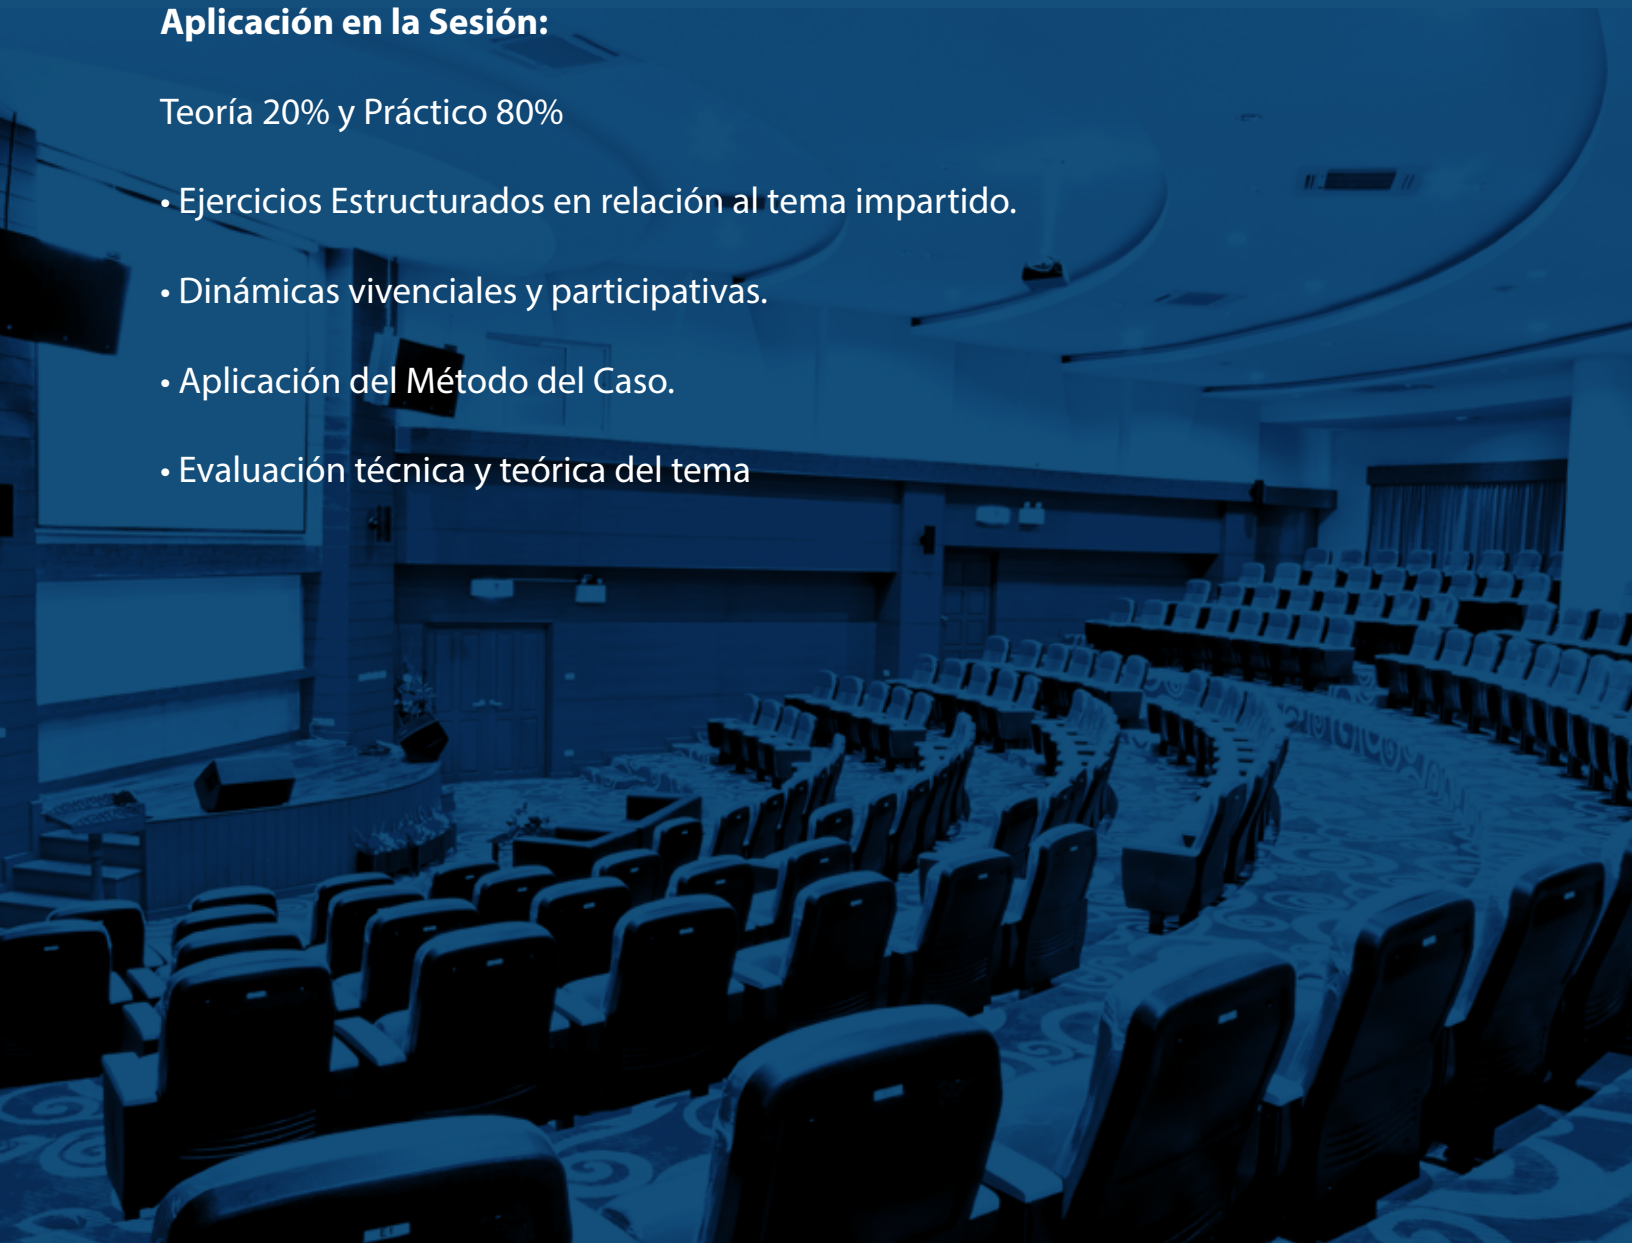 Aplicación en la Sesión:
Teoría 20% y Práctico 80%
• Ejercicios Estructurados en relación al tema impartido.
• Dinámicas vivenciales y participativas.
• Aplicación del Método del Caso.
• Evaluación técnica y teórica del tema